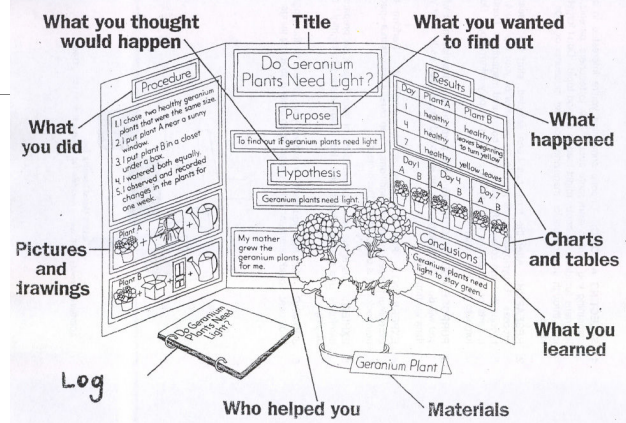 What you thought
would happen
Title
What you wanted
to find out
Procedure
1. I chose two healthy geranium
plants that were the same size.
2. I put plant A near a sunny
window.
3. I put plant B in a closet
under a box.
4. I watered both equally.
5. I observed and recorded
changes in the plants for
one week.
Plant A
+
+
Plant B
+
+
+
What
you did
Pictures
and
drawings
Do Geranium
Plants Need Light?
Purpose
To find out if geranium plants need light
Hypothesis
Geranium plants need light.
My mother
grew the
geranium plants
for me.
Results
Day Plant A Plant B
1 healthy healthy
4 healthy leaves beginning
to turn yellow
7 healthy yellow leaves
Day 1 Day 4 Day 7
A B A B A B
Conclusions
Geranium plants need
light to stay green.
What
happened
Charts
and tables
What you
learned
Do Geranium
Plants Need
Light?
Log
Geranium Plant
Who helped you
Materials